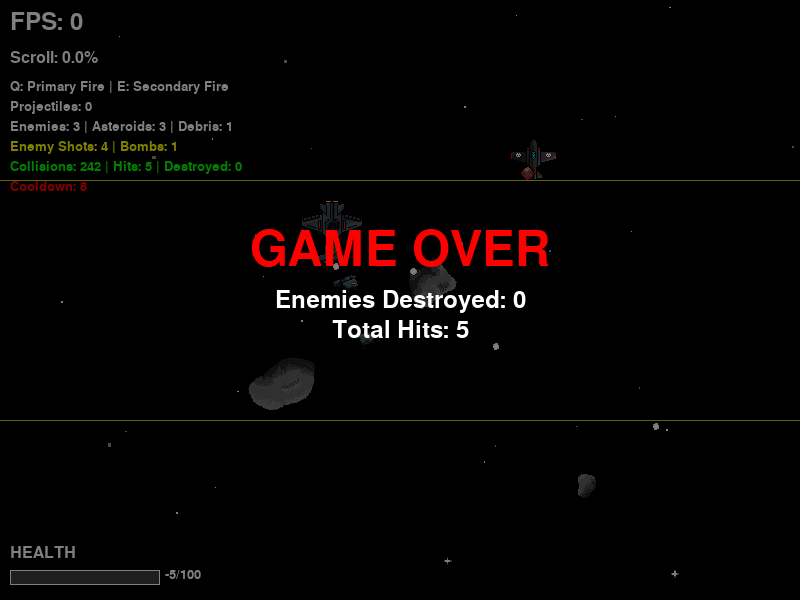 FPS: 0
Scroll: 0.0%
Q: Primary Fire | E: Secondary Fire
Projectiles: 0
Enemies: 3 | Asteroids: 3 | Debris: 1
Enemy Shots: 4 | Bombs: 1
Collisions: 242 | Hits: 5 | Destroyed: 0
Cooldown: 8
GAME OVER
Enemies Destroyed: 0
Total Hits: 5
HEALTH
-5/100